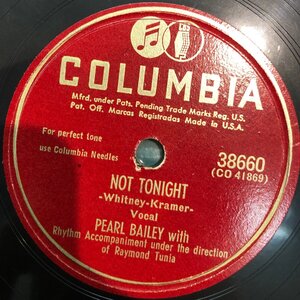 COLUMBIA
Mfrd. under Pats. Pending Trade Marks Reg. U.S.
Pat. Off. Marcas Registradas Made in U.S.A.
For perfect tone
use Columbia Needles
38660
(CO 41869)
NOT TONIGHT
-Whitney-Kramer-
Vocal
PEARL BAILEY with
Rhythm Accompaniment under the direction
of Raymond Tunia